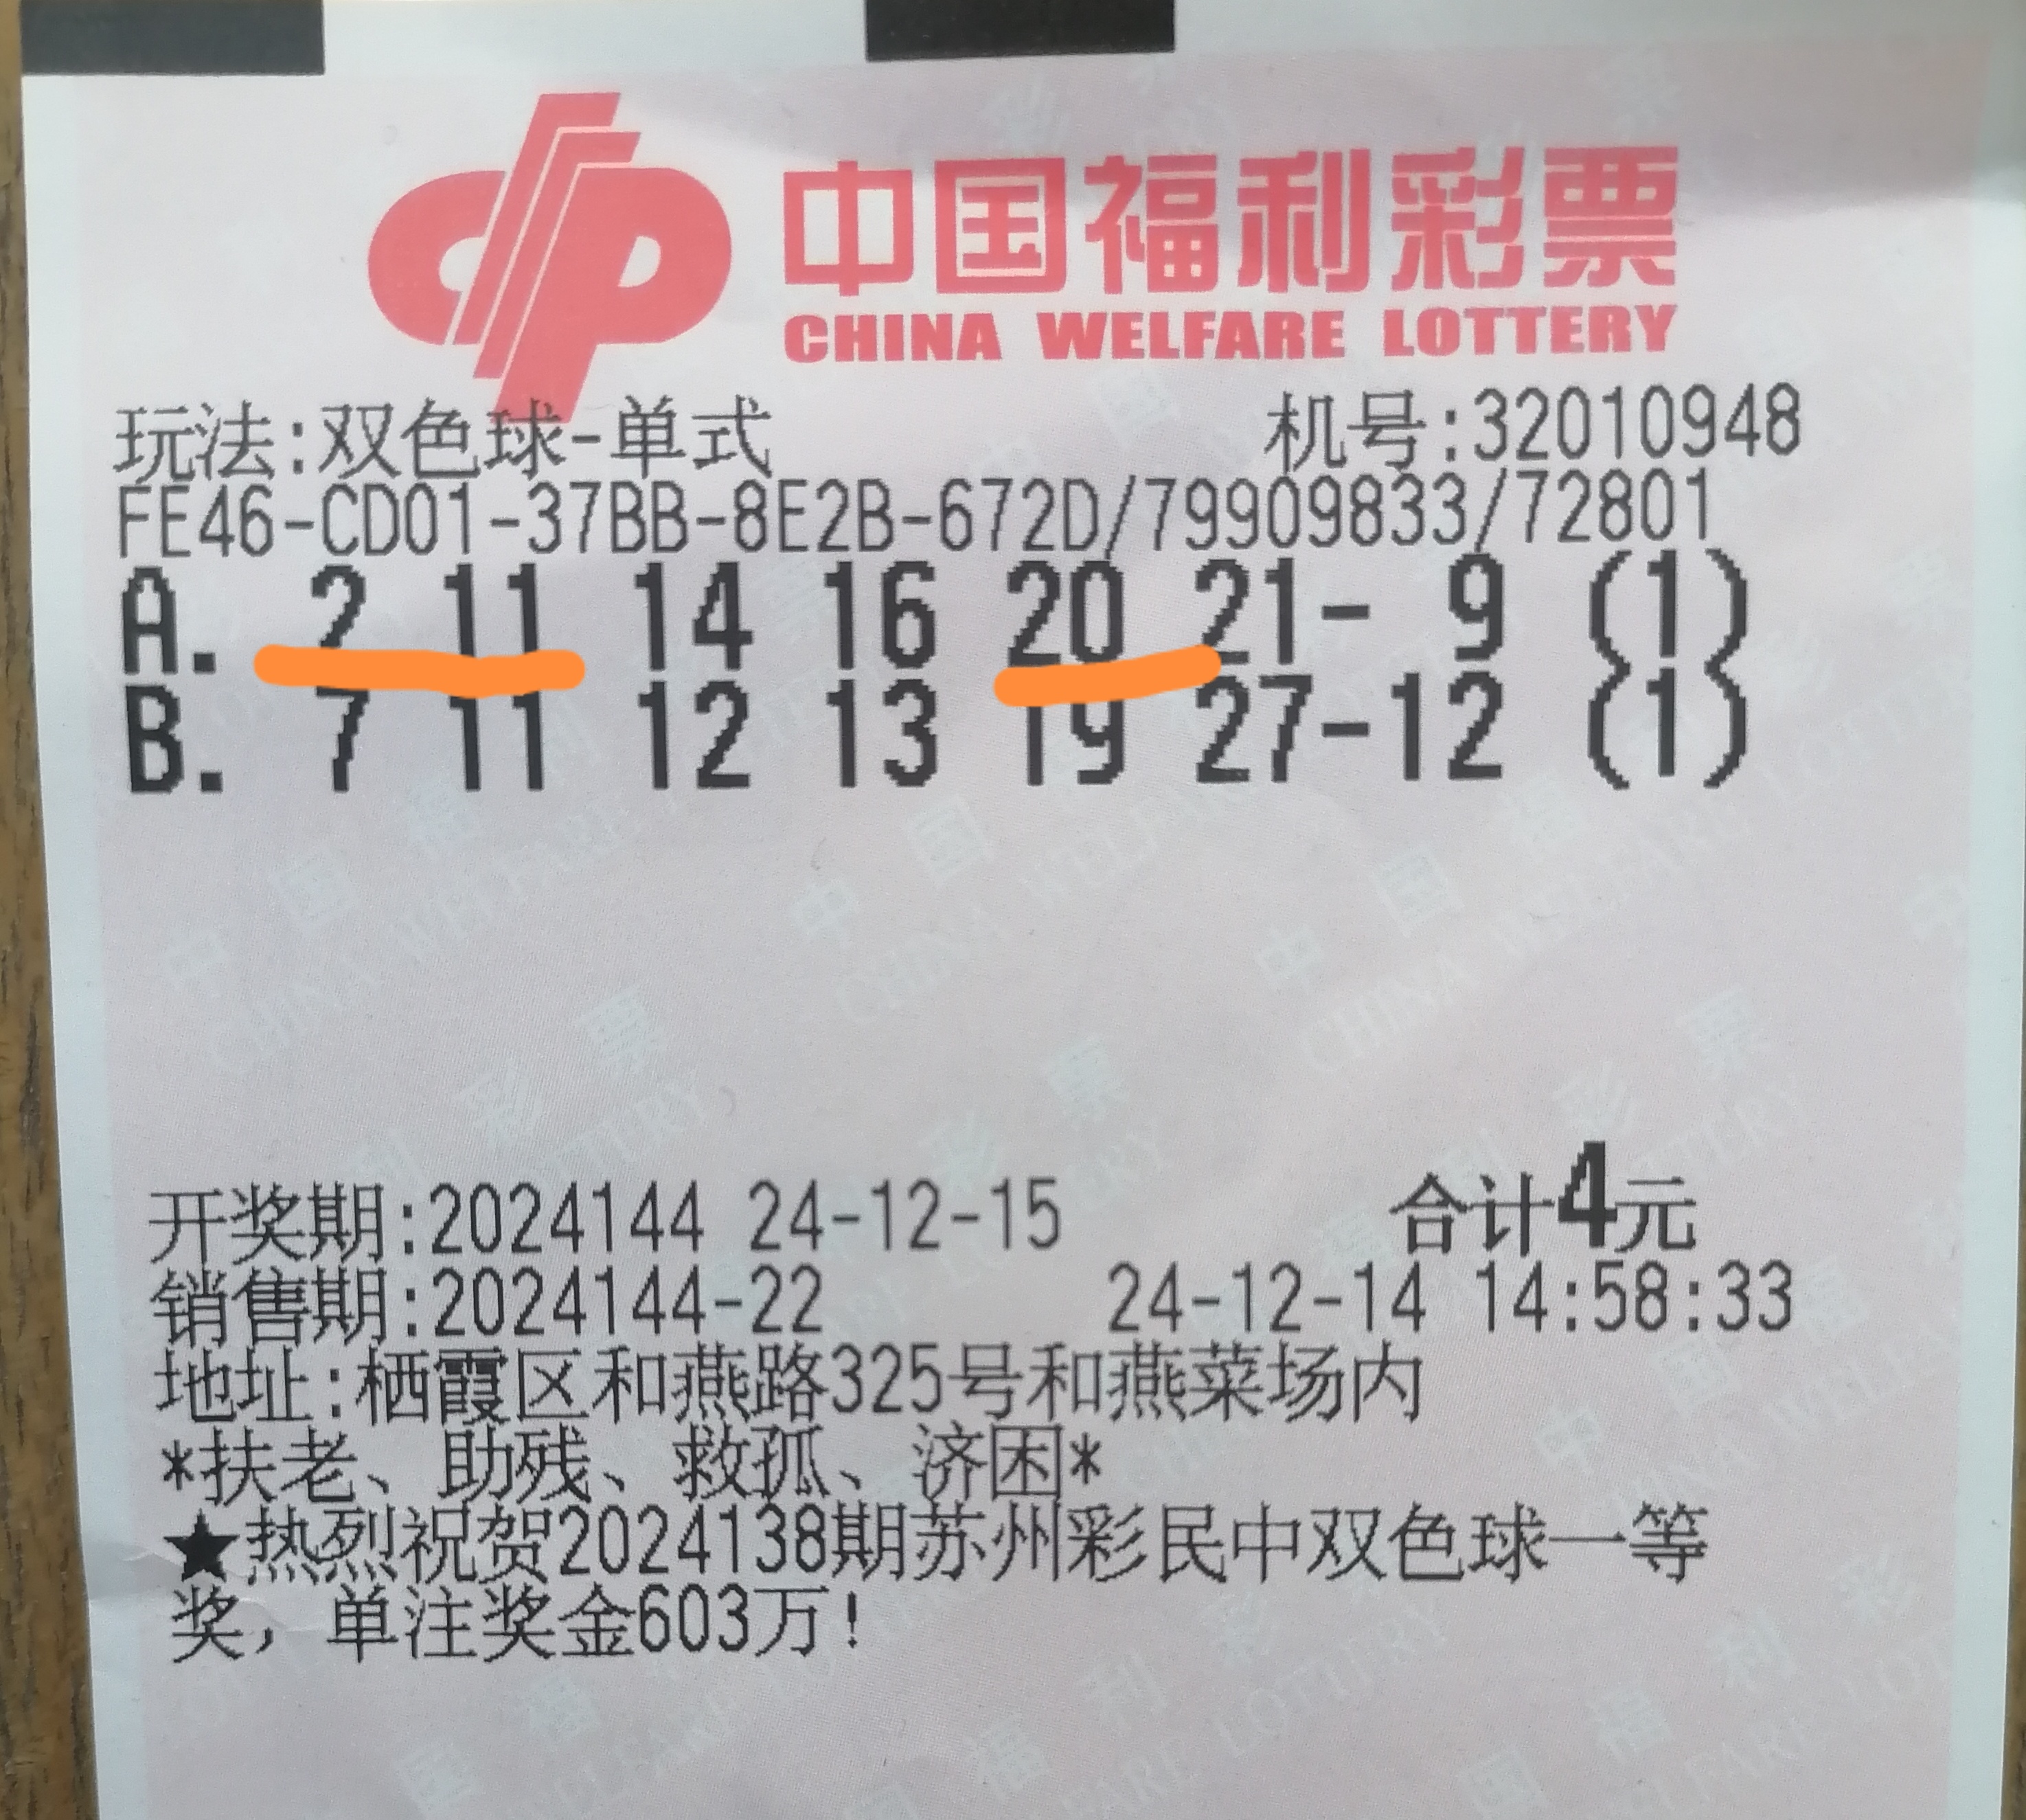 中国福利彩票
CHINA WELFARE LOTTERY
玩法:双色球-单式 机号:32010948
FE46-CD01-37BB-8E2B-672D/79909833/72801
A. 2 11 14 16 20 21- 9 (1)
B. 7 11 12 13 19 27-12 (1)
开奖期:2024144 24-12-15 合计4元
销售期:2024144-22 24-12-14 14:58:33
地址:栖霞区和燕路325号和燕菜场内
*扶老、助残、救孤、济困*
★热烈祝贺2024138期苏州彩民中双色球一等
奖，单注奖金603万!